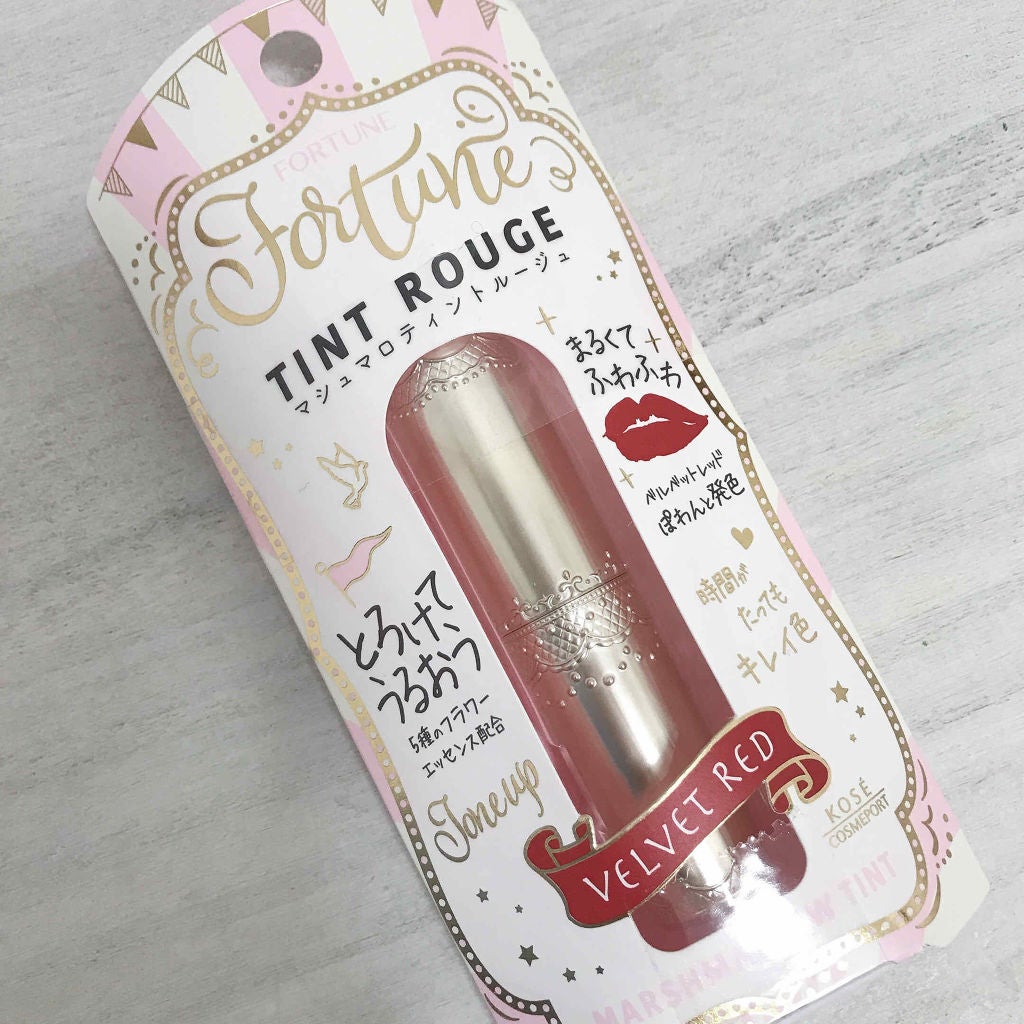 FORTUNE
Fortune
TINT ROUGE
マシュマロティントルージュ
まるくて
ふわふわ
ベルベットレッド
ぽわんと発色
時間が
たっても
キレイ色
とろけて、
うるおう
5種のフラワー
エッセンス配合
Toneup
VELVET RED
KOSÉ
COSMEPORT